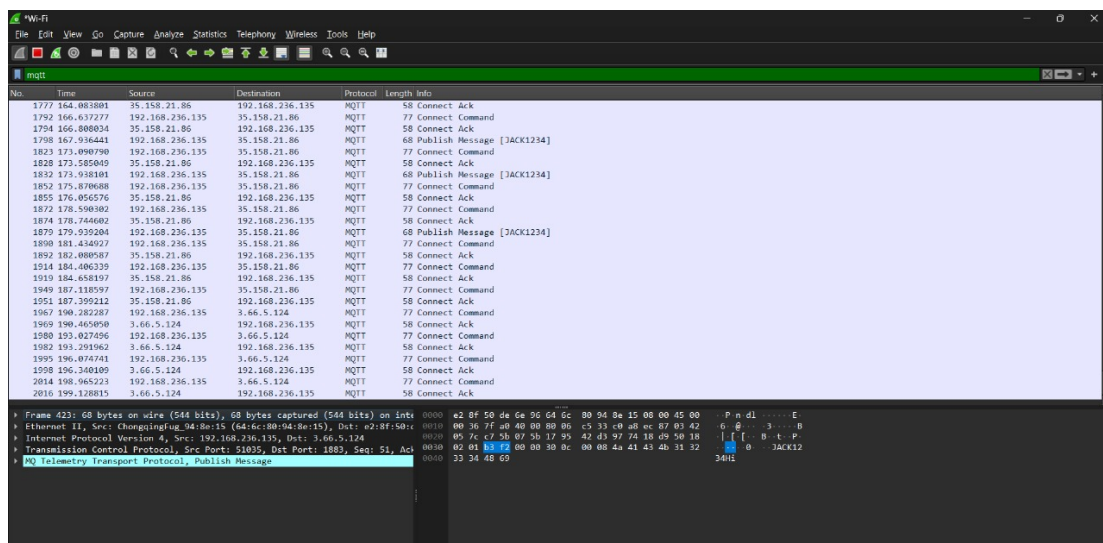 *Wi-Fi
File Edit View Go Capture Analyze Statistics Telephony Wireless Tools Help
mqtt
No. Time Source Destination Protocol Length Info
1777 164.083801 35.158.21.86 192.168.236.135 MQTT 58 Connect Ack
1792 166.637277 192.168.236.135 35.158.21.86 MQTT 77 Connect Command
1794 166.808034 35.158.21.86 192.168.236.135 MQTT 58 Connect Ack
1798 167.936441 192.168.236.135 35.158.21.86 MQTT 68 Publish Message [JACK1234]
1823 173.090790 192.168.236.135 35.158.21.86 MQTT 77 Connect Command
1828 173.585049 35.158.21.86 192.168.236.135 MQTT 58 Connect Ack
1832 173.938101 192.168.236.135 35.158.21.86 MQTT 68 Publish Message [JACK1234]
1852 175.870688 192.168.236.135 35.158.21.86 MQTT 77 Connect Command
1855 176.056576 35.158.21.86 192.168.236.135 MQTT 58 Connect Ack
1872 178.590302 192.168.236.135 35.158.21.86 MQTT 77 Connect Command
1874 178.744602 35.158.21.86 192.168.236.135 MQTT 58 Connect Ack
1879 179.939204 192.168.236.135 35.158.21.86 MQTT 68 Publish Message [JACK1234]
1890 181.434927 192.168.236.135 35.158.21.86 MQTT 77 Connect Command
1892 182.080587 35.158.21.86 192.168.236.135 MQTT 58 Connect Ack
1914 184.406339 192.168.236.135 35.158.21.86 MQTT 77 Connect Command
1919 184.658197 35.158.21.86 192.168.236.135 MQTT 58 Connect Ack
1949 187.118597 192.168.236.135 35.158.21.86 MQTT 77 Connect Command
1951 187.399212 35.158.21.86 192.168.236.135 MQTT 58 Connect Ack
1967 190.282287 192.168.236.135 3.66.5.124 MQTT 77 Connect Command
1969 190.465050 3.66.5.124 192.168.236.135 MQTT 58 Connect Ack
1980 193.027496 192.168.236.135 3.66.5.124 MQTT 77 Connect Command
1982 193.291962 3.66.5.124 192.168.236.135 MQTT 58 Connect Ack
1995 196.074741 192.168.236.135 3.66.5.124 MQTT 77 Connect Command
1998 196.340109 3.66.5.124 192.168.236.135 MQTT 58 Connect Ack
2014 198.965223 192.168.236.135 3.66.5.124 MQTT 77 Connect Command
2016 199.128815 3.66.5.124 192.168.236.135 MQTT 58 Connect Ack
Frame 423: 68 bytes on wire (544 bits), 68 bytes captured (544 bits) on inte
Ethernet II, Src: ChongqingFug_94:8e:15 (64:6c:80:94:8e:15), Dst: e2:8f:50:
Internet Protocol Version 4, Src: 192.168.236.135, Dst: 3.66.5.124
Transmission Control Protocol, Src Port: 51035, Dst Port: 1883, Seq: 51, Ack
MQ Telemetry Transport Protocol, Publish Message
0000 e2 8f 50 de 6e 96 64 6c 80 94 8e 15 08 00 45 00 ··P·n·dl ······E·
0010 00 36 7f a0 40 00 80 06 c5 33 c0 a8 ec 87 03 42 ·6··@··· ·3·····B
0020 05 7c c7 5b 07 5b 17 95 42 d3 97 74 18 d9 50 18 ·|·[·[·· B··t··P·
0030 02 01 b3 f2 00 00 30 0c 00 08 4a 41 43 4b 31 32 ······0· ··JACK12
0040 33 34 48 69 34Hi